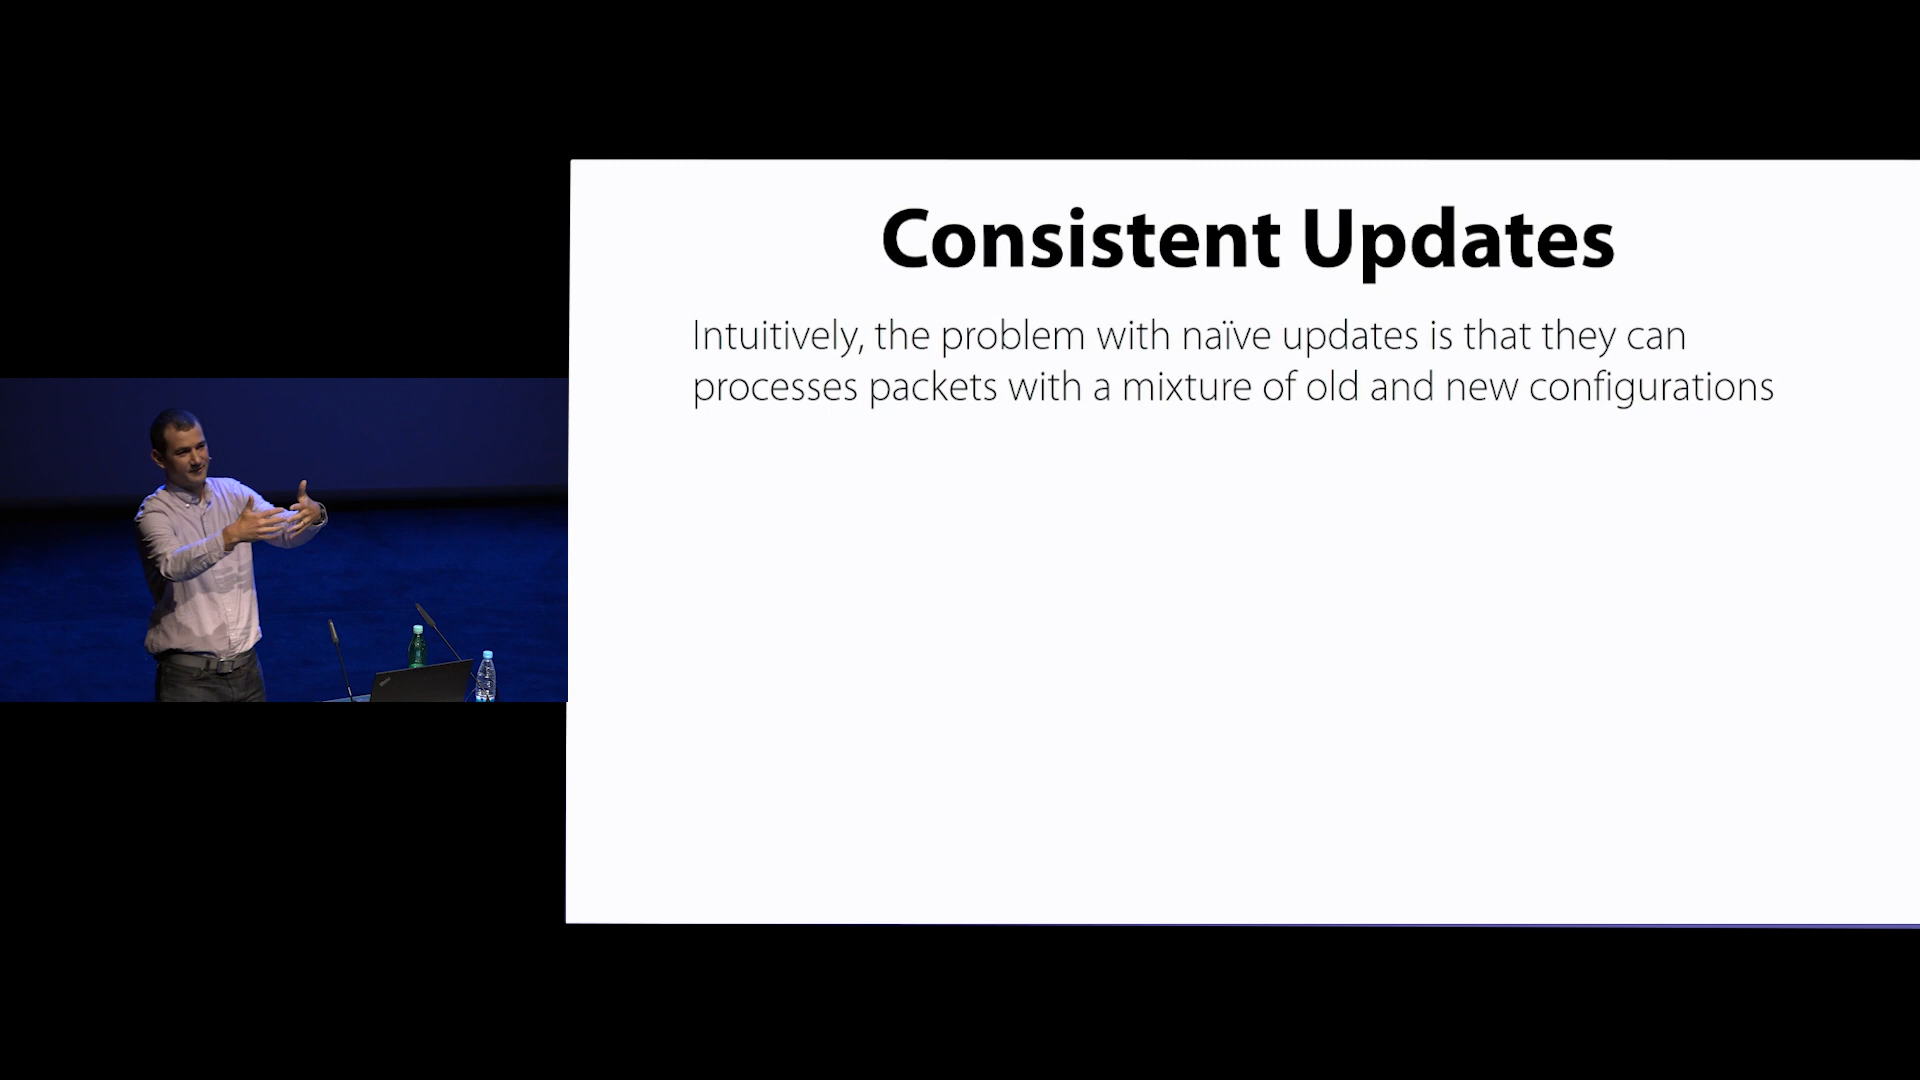 Consistent Updates
Intuitively, the problem with naïve updates is that they can
processes packets with a mixture of old and new configurations